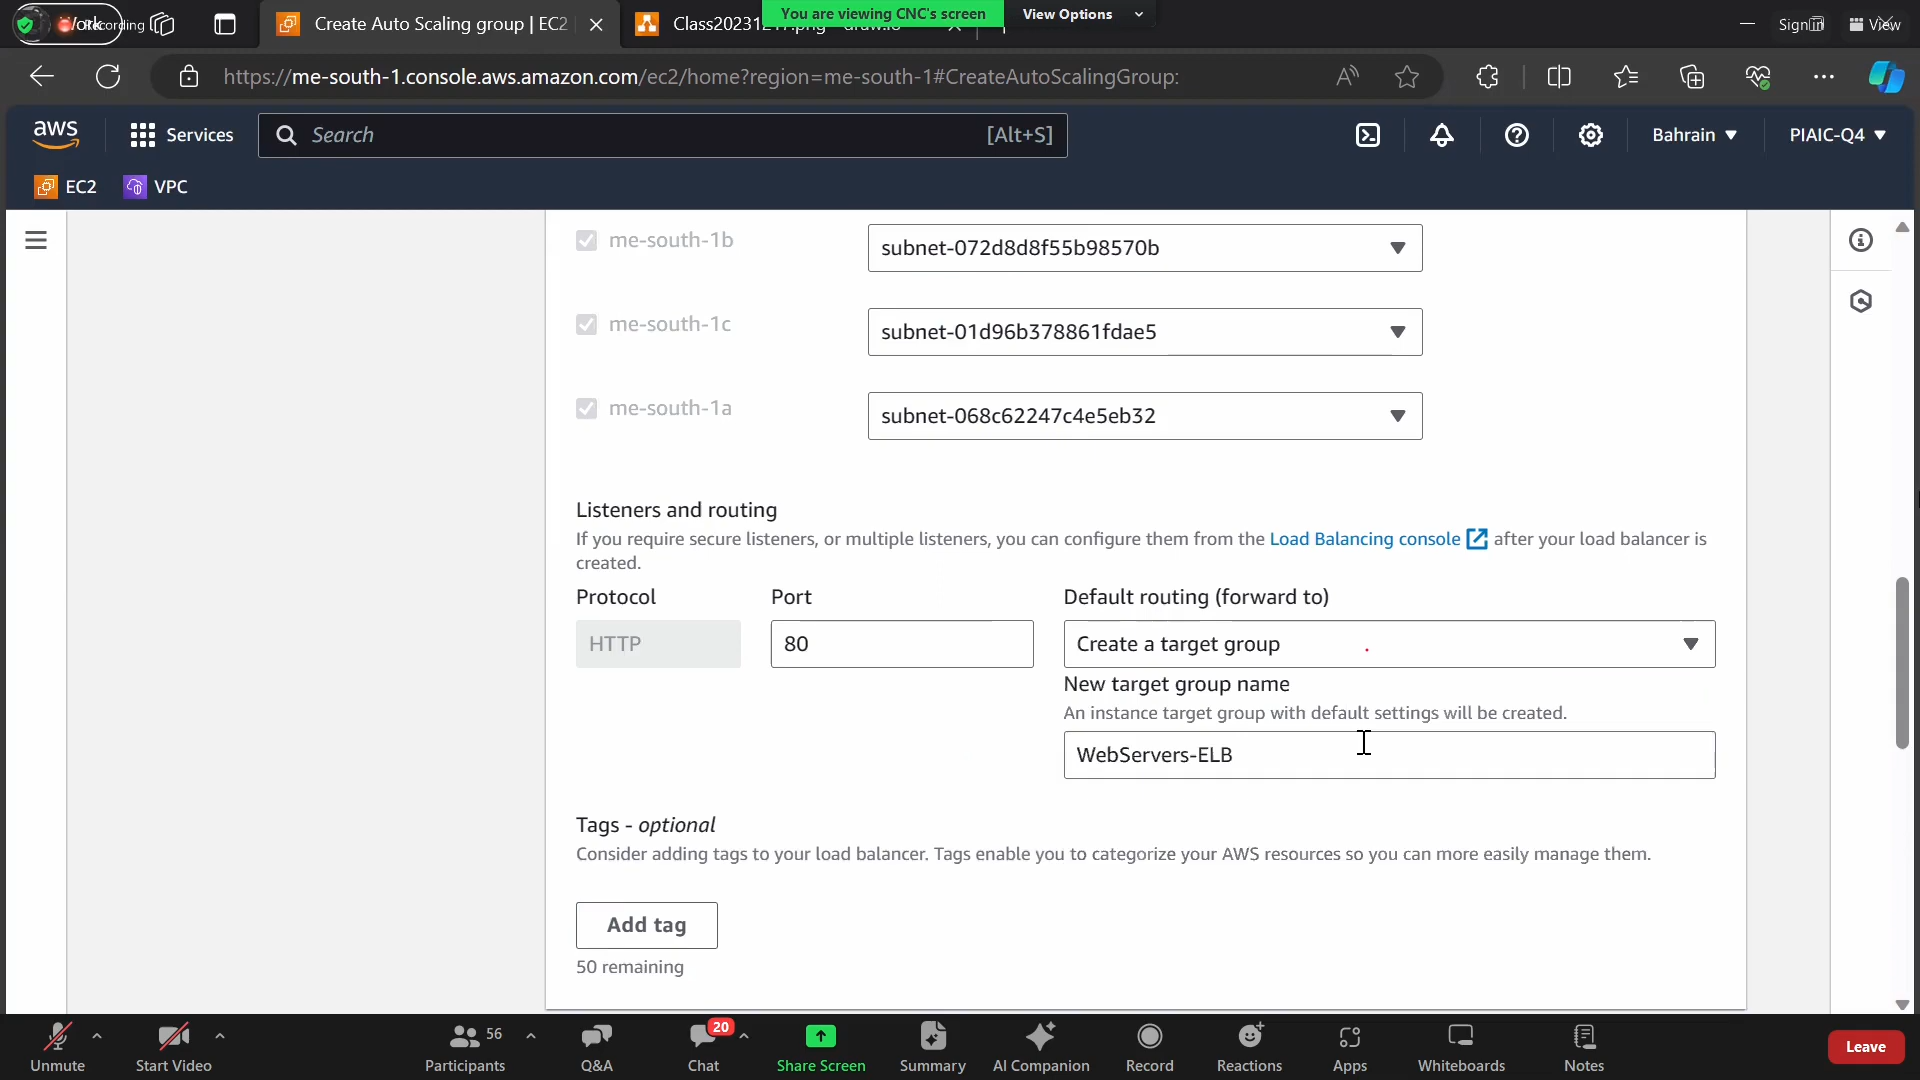 Recording
Create Auto Scaling group | EC2
You are viewing CNC's screen
View Options
Sign in
View
https://me-south-1.console.aws.amazon.com/ec2/home?region=me-south-1#CreateAutoScalingGroup:
aws
Services
Search
[Alt+S]
Bahrain
PIAIC-Q4
EC2
VPC
me-south-1b
subnet-072d8d8f55b98570b
me-south-1c
subnet-01d96b378861fdae5
me-south-1a
subnet-068c62247c4e5eb32
Listeners and routing
If you require secure listeners, or multiple listeners, you can configure them from the Load Balancing console after your load balancer is
created.
Protocol
Port
Default routing (forward to)
HTTP
80
Create a target group
New target group name
An instance target group with default settings will be created.
WebServers-ELB
Tags - optional
Consider adding tags to your load balancer. Tags enable you to categorize your AWS resources so you can more easily manage them.
Add tag
50 remaining
56
20
Unmute
Start Video
Participants
Q&A
Chat
Share Screen
Summary
AI Companion
Record
Reactions
Apps
Whiteboards
Notes
Leave